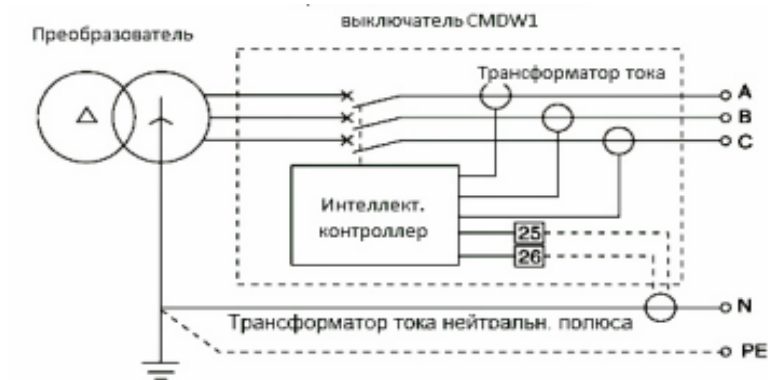 выключатель CMDW1
Преобразователь
Трансформатор тока
A
B
C
Интеллект.
контроллер
25
26
N
Трансформатор тока нейтральн. полюса
PE